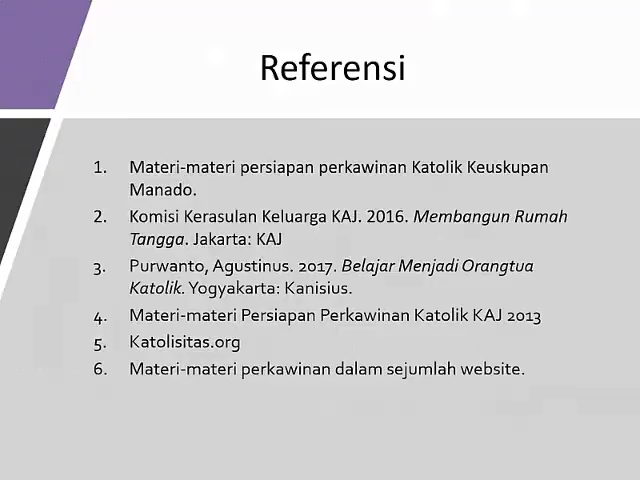 Referensi
1. Materi-materi persiapan perkawinan Katolik Keuskupan
Manado.
2. Komisi Kerasulan Keluarga KAJ. 2016. Membangun Rumah
Tangga. Jakarta: KAJ
3. Purwanto, Agustinus. 2017. Belajar Menjadi Orangtua
Katolik. Yogyakarta: Kanisius.
4. Materi-materi Persiapan Perkawinan Katolik KAJ 2013
5. Katolisitas.org
6. Materi-materi perkawinan dalam sejumlah website.